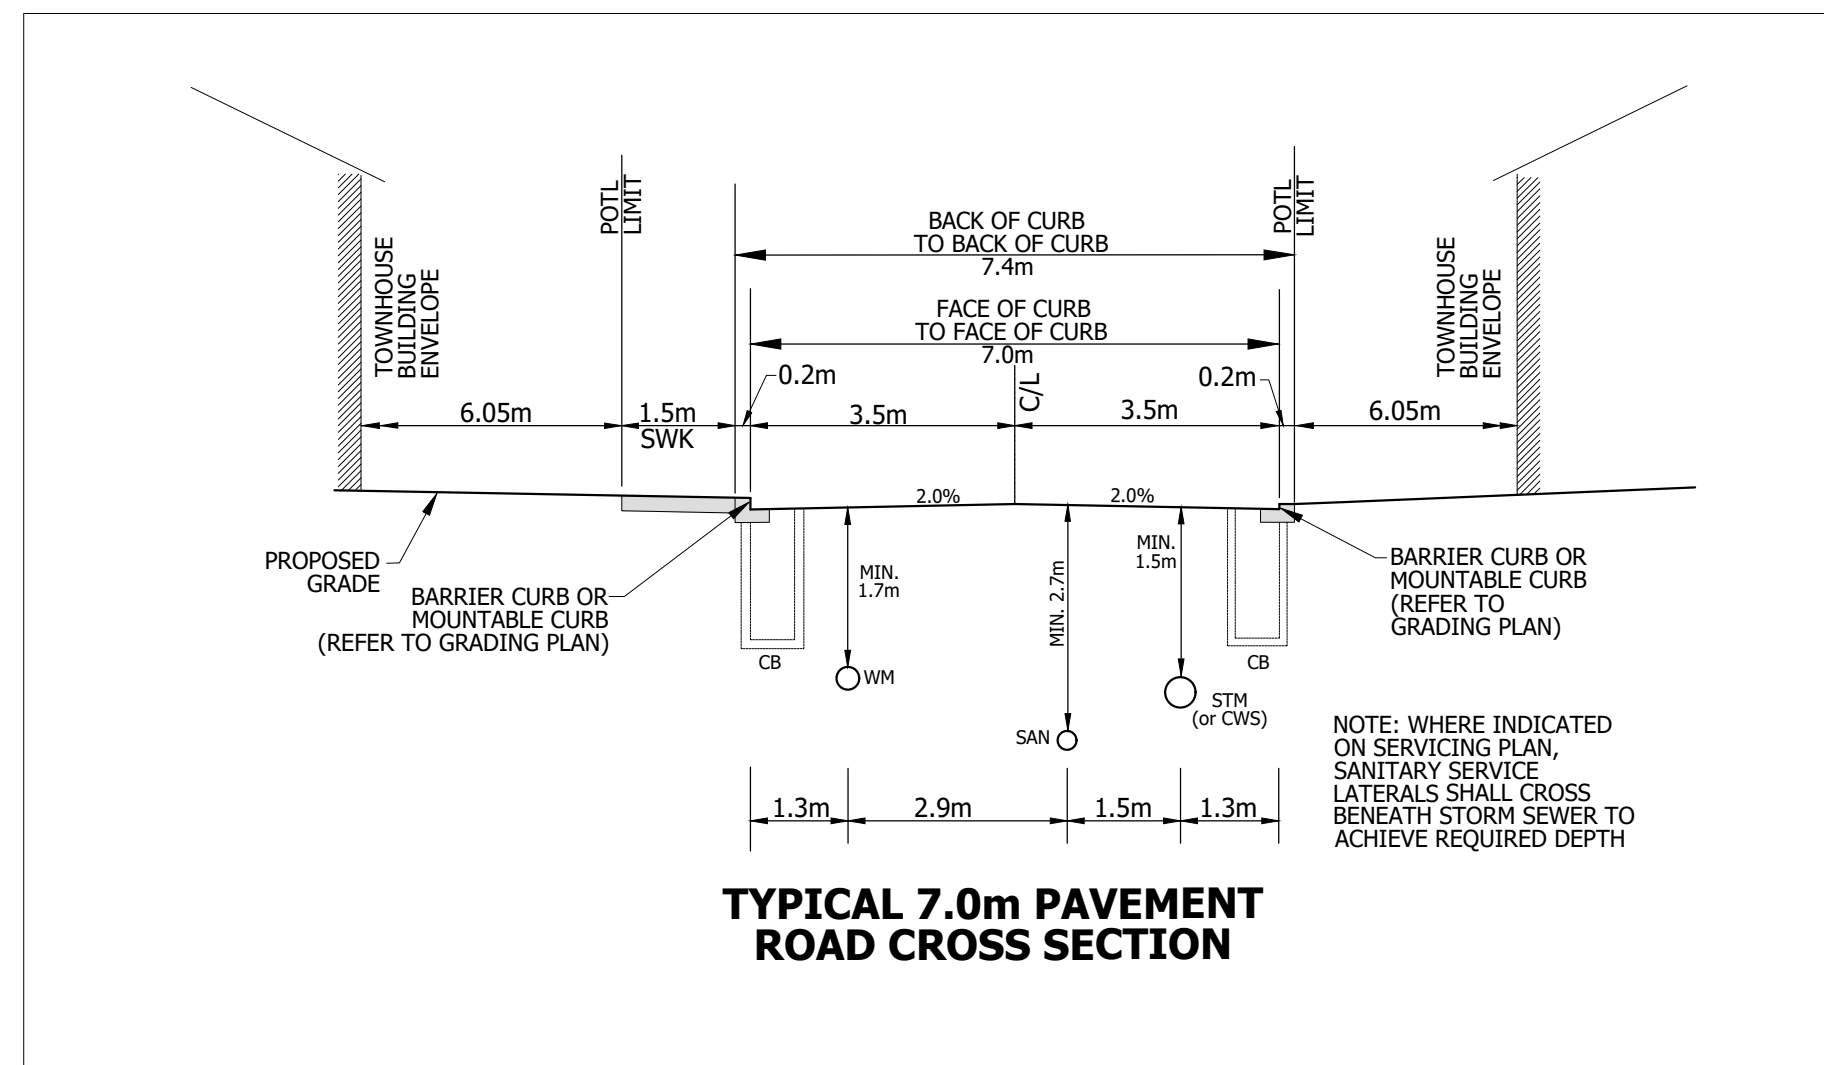 POTL
LIMIT
POTL
LIMIT
BACK OF CURB
TO BACK OF CURB
7.4m
TOWNHOUSE
BUILDING
ENVELOPE
TOWNHOUSE
BUILDING
ENVELOPE
FACE OF CURB
TO FACE OF CURB
7.0m
0.2m
C/L
0.2m
6.05m
1.5m
SWK
3.5m
3.5m
6.05m
2.0%
2.0%
PROPOSED
GRADE
BARRIER CURB OR
MOUNTABLE CURB
(REFER TO GRADING PLAN)
MIN.
1.7m
MIN. 2.7m
MIN.
1.5m
BARRIER CURB OR
MOUNTABLE CURB
(REFER TO
GRADING PLAN)
CB
WM
CB
SAN
STM
(or CWS)
NOTE: WHERE INDICATED
ON SERVICING PLAN,
SANITARY SERVICE
LATERALS SHALL CROSS
BENEATH STORM SEWER TO
ACHIEVE REQUIRED DEPTH
1.3m
2.9m
1.5m
1.3m
TYPICAL 7.0m PAVEMENT
ROAD CROSS SECTION